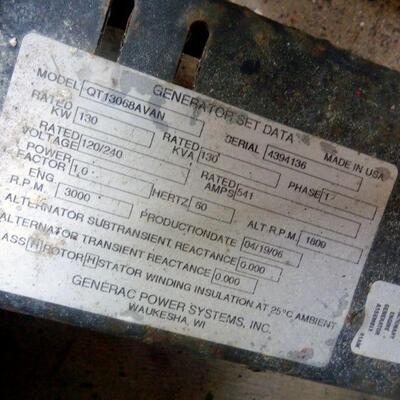 GENERATOR SET DATA
MODEL QT13068AVAN SERIAL 4394136 MADE IN USA
RATED KW 130 RATED KVA 130 RATED AMPS 541 PHASE 1
RATED VOLTAGE 120/240
POWER FACTOR 1,0 HERTZ 60 ALT R.P.M. 1800
ENG R.P.M. 3000 PRODUCTIONDATE 04/19/06
ALTERNATOR SUBTRANSIENT REACTANCE 0.000
ALTERNATOR TRANSIENT REACTANCE 0.000
ASS H ROTOR H STATOR WINDING INSULATION AT 25°C AMBIENT
GENERAC POWER SYSTEMS, INC.
WAUKESHA, WI